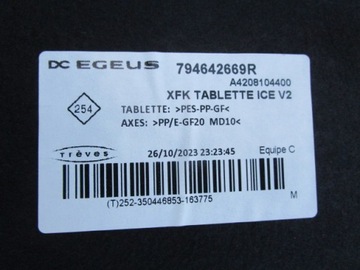 DC EGEUS 794642669R
A4208104400
XFK TABLETTE ICE V2
254
TABLETTE: >PES-PP-GF<
AXES: >PP/E-GF20 MD10<
Trèves
26/10/2023 23:23:45 Equipe C
M
(T)252-350446853-163775